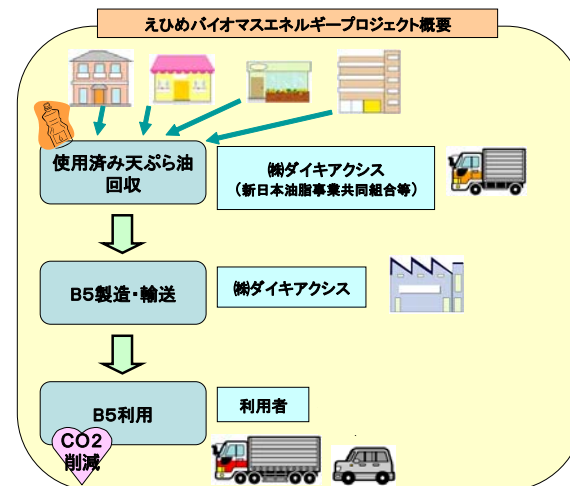 えひめバイオマスエネルギープロジェクト概要
使用済み天ぷら油
回収
㈱ダイキアクシス
（新日本油脂事業共同組合等）
B5製造・輸送
㈱ダイキアクシス
B5利用
利用者
CO2
削減